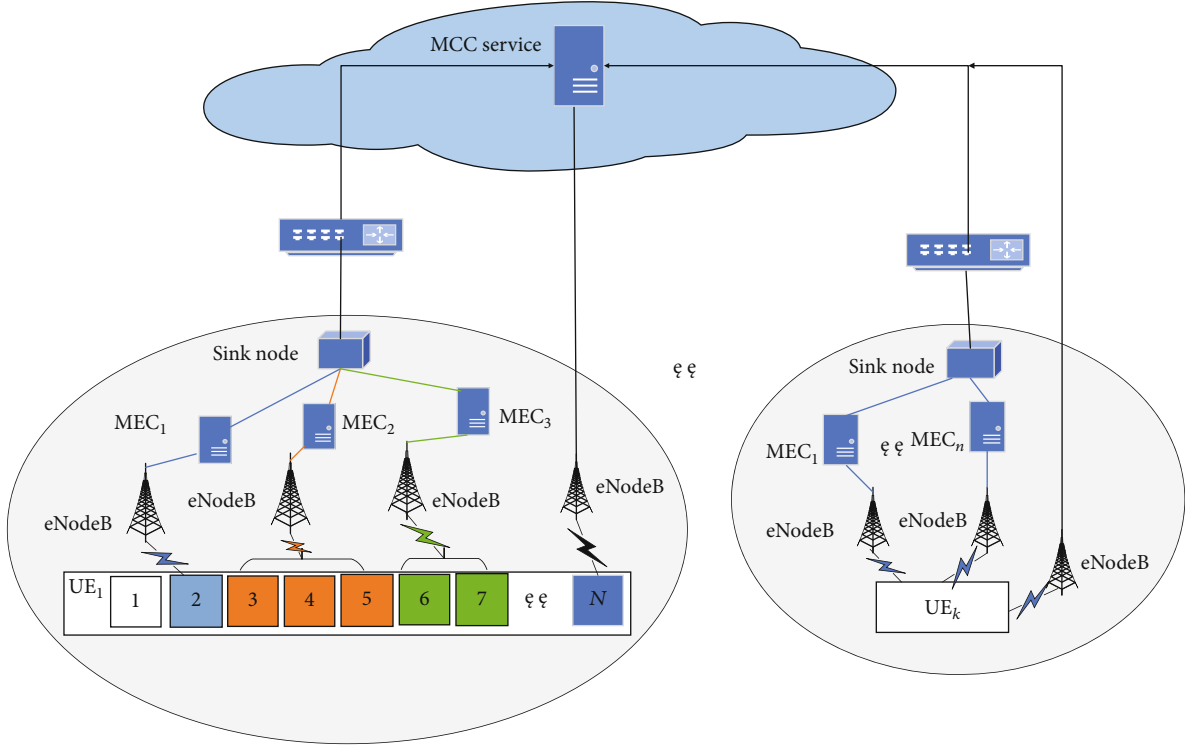 MCC service
Sink node
MEC₁
MEC₂
MEC₃
eNodeB
eNodeB
eNodeB
eNodeB
UE₁
1
2
3
4
5
6
7
ę ę
N
ę ę
Sink node
MEC₁
ę ę
MECₙ
eNodeB
eNodeB
eNodeB
UEₖ